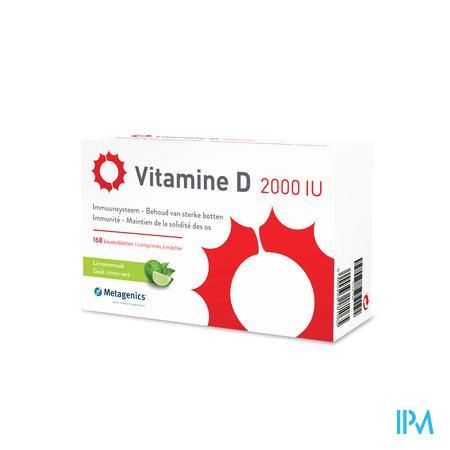 Vitamine D 2000 IU
Immuunsysteem - Behoud van sterke botten
Immunité - Maintien de la solidité des os
168 kauwtabletten / comprimés à mâcher
Limoensmaak
Goût citron vert
Metagenics
IPM